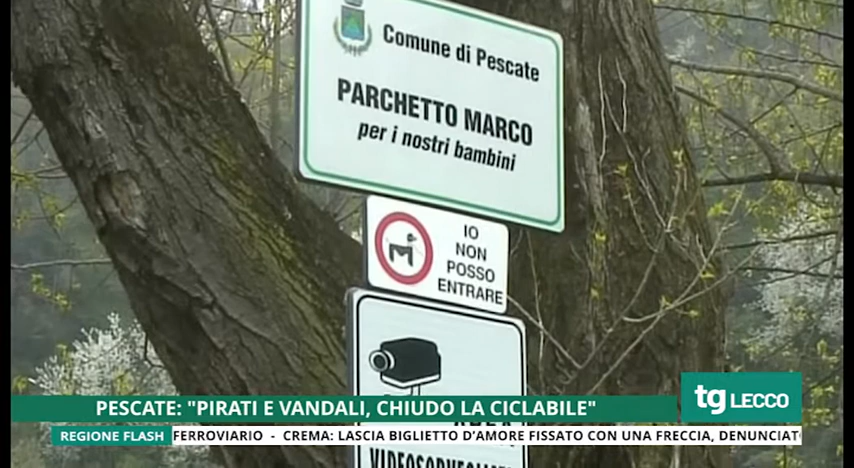 Comune di Pescate
PARCHETTO MARCO
per i nostri bambini
IO
NON
POSSO
ENTRARE
PESCATE: "PIRATI E VANDALI, CHIUDO LA CICLABILE"
tg LECCO
REGIONE FLASH FERROVIARIO - CREMA: LASCIA BIGLIETTO D'AMORE FISSATO CON UNA FRECCIA, DENUNCIATO